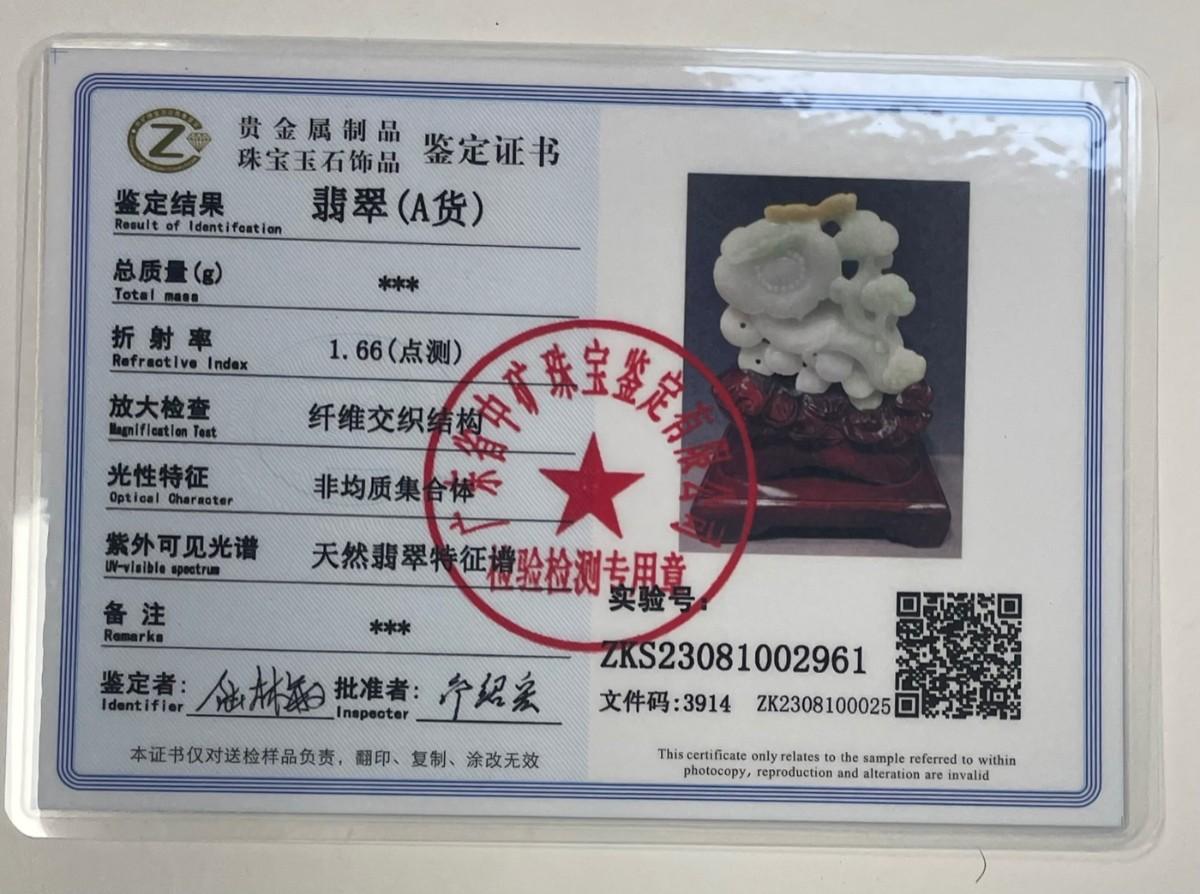 贵金属制品
珠宝玉石饰品
鉴定证书
鉴定结果 翡翠(A货)
Result of Identifcation
总质量(g) ***
Total mass
折射率 1.66(点测)
Refractive Index
放大检查 纤维交织结构
Magnification Test
光性特征 非均质集合体
Optical Character
紫外可见光谱 天然翡翠特征谱
UV-visible spectrum
备注 ***
Remarks
鉴定者: 批准者:
Identifier Inspecter
本证书仅对送检样品负责，翻印、复制、涂改无效
广东省中矿珠宝鉴定有限公司
检验检测专用章
实验号:
ZKS23081002961
文件码:3914 ZK2308100025
This certificate only relates to the sample referred to within
photocopy, reproduction and alteration are invalid